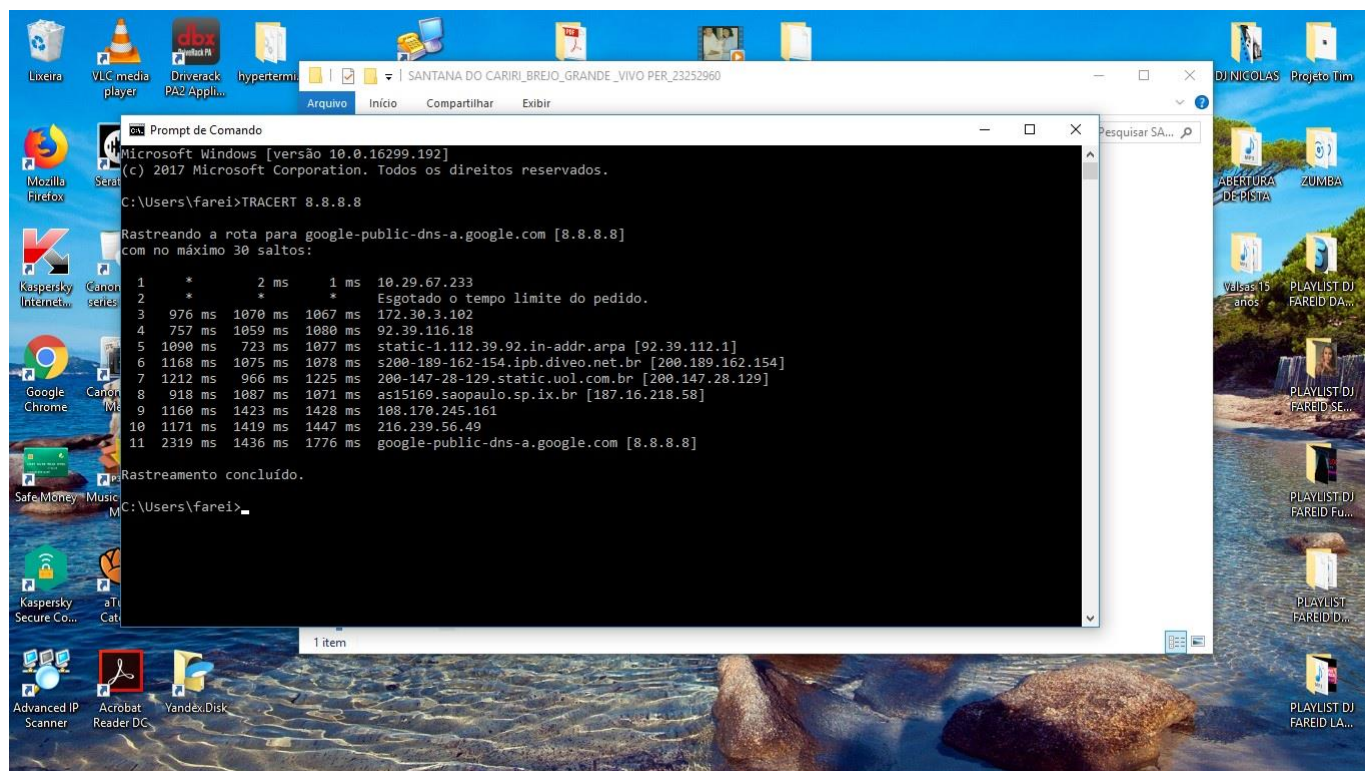 Lixeira
VLC media player
dbx
DriveRack PA
Driverack PA2 Appli...
DJ NICOLAS
Projeto Tim
SANTANA DO CARIRI_BREJO_GRANDE _VIVO PER_23252960
Arquivo Início Compartilhar Exibir
Pesquisar SA...
Prompt de Comando
Microsoft Windows [versão 10.0.16299.192]
(c) 2017 Microsoft Corporation. Todos os direitos reservados.
C:\Users\farei>TRACERT 8.8.8.8
Rastreando a rota para google-public-dns-a.google.com [8.8.8.8]
com no máximo 30 saltos:
1 * 2 ms 1 ms 10.29.67.233
2 * * * Esgotado o tempo limite do pedido.
3 976 ms 1070 ms 1067 ms 172.30.3.102
4 757 ms 1059 ms 1080 ms 92.39.116.18
5 1090 ms 723 ms 1077 ms static-1.112.39.92.in-addr.arpa [92.39.112.1]
6 1168 ms 1075 ms 1078 ms s200-189-162-154.ipb.diveo.net.br [200.189.162.154]
7 1212 ms 966 ms 1225 ms 200-147-28-129.static.uol.com.br [200.147.28.129]
8 918 ms 1087 ms 1071 ms as15169.saopaulo.sp.ix.br [187.16.218.58]
9 1160 ms 1423 ms 1428 ms 108.170.245.161
10 1171 ms 1419 ms 1447 ms 216.239.56.49
11 2319 ms 1436 ms 1776 ms google-public-dns-a.google.com [8.8.8.8]
Rastreamento concluído.
C:\Users\farei>
1 item
Mozilla Firefox
Kaspersky Internet...
Canon series
Google Chrome
Safe Money
Music
Kaspersky Secure Co...
Advanced IP Scanner
Acrobat Reader DC
Yandex.Disk
ABERTURA DE PISTA
ZUMBA
Valsas 15 anos
PLAYLIST DJ FAREID DA...
PLAYLIST DJ FAREID SE...
PLAYLIST DJ FAREID Fu...
PLAYLIST FAREID D...
PLAYLIST DJ FAREID LA...